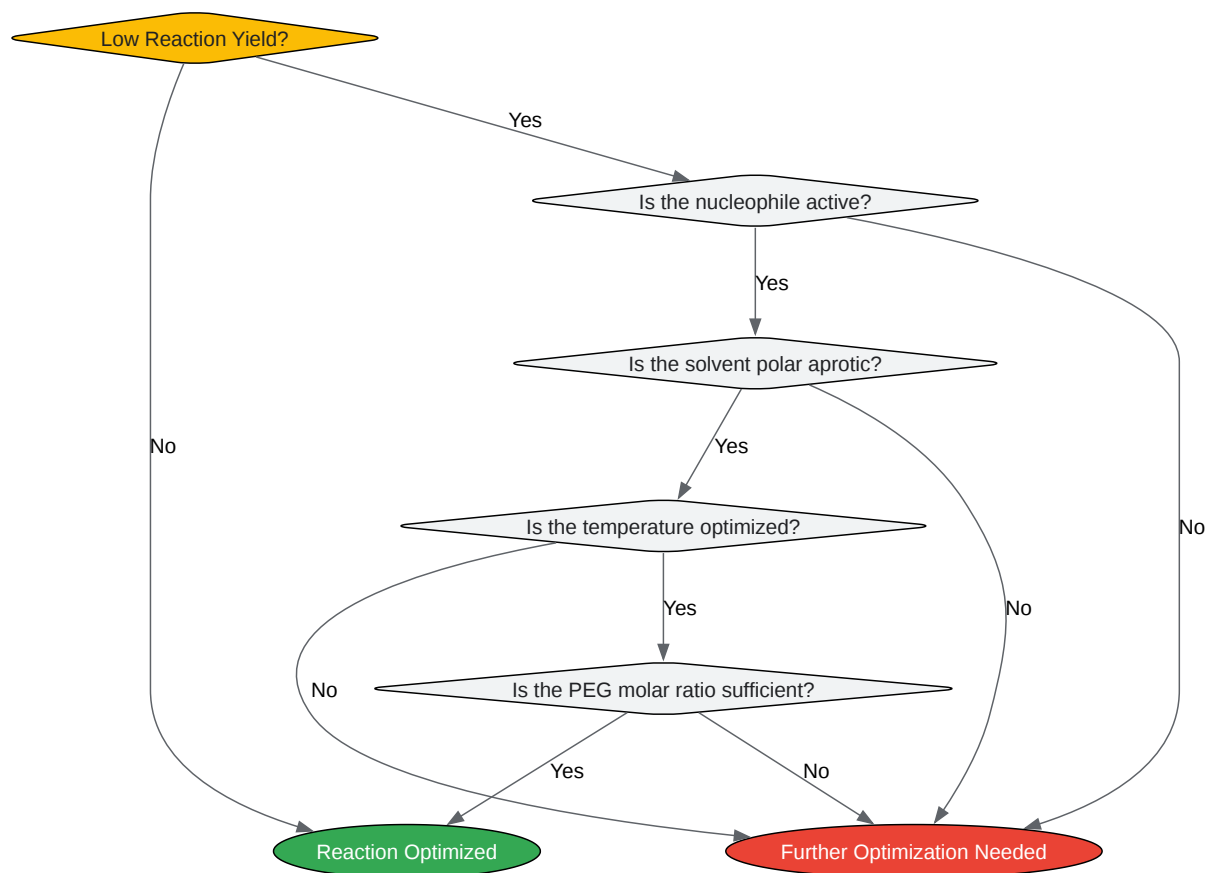 Low Reaction Yield?
Yes
Is the nucleophile active?
Yes
Is the solvent polar aprotic?
No
Yes
Is the temperature optimized?
No
Yes
No
Is the PEG molar ratio sufficient?
No
Yes
No
Reaction Optimized
Further Optimization Needed